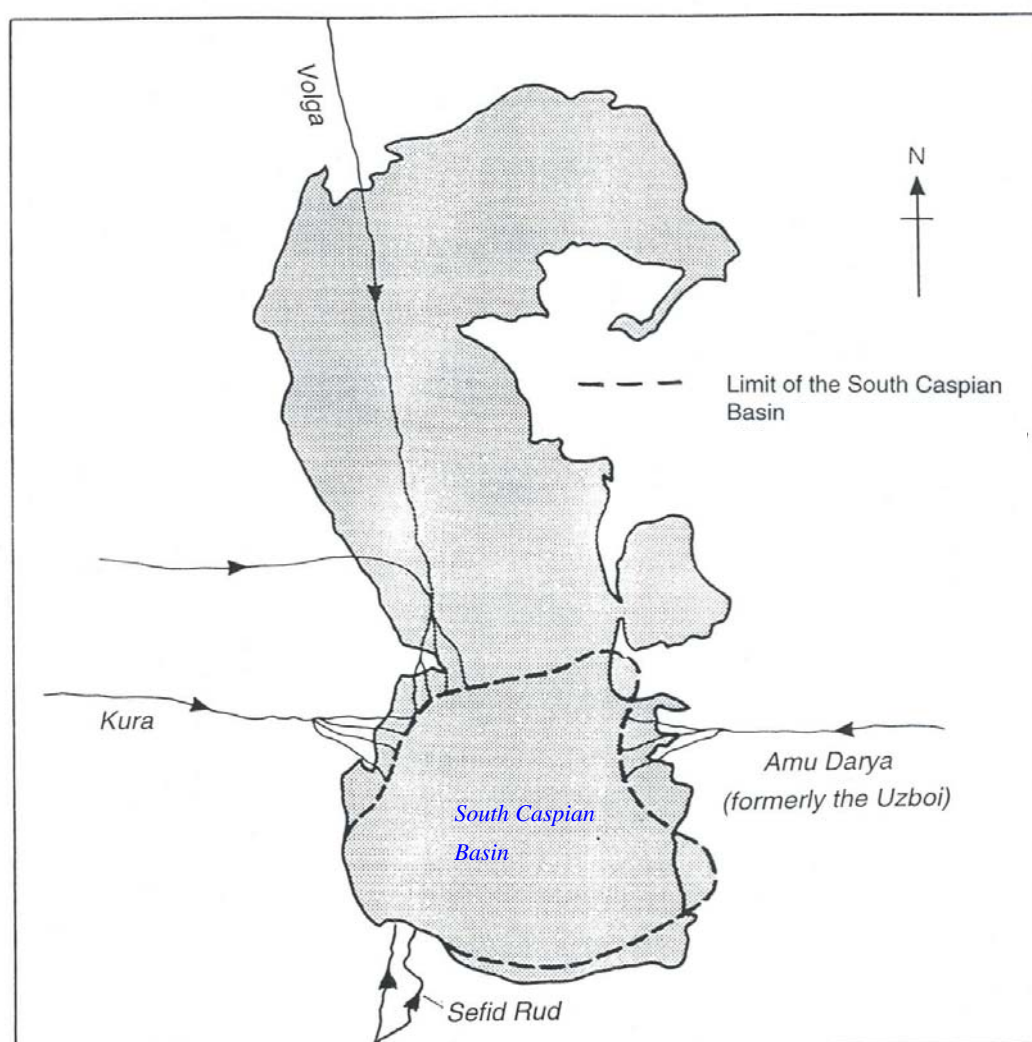 Volga
N
Limit of the South Caspian
Basin
Kura
Amu Darya
(formerly the Uzboi)
South Caspian
Basin
Sefid Rud